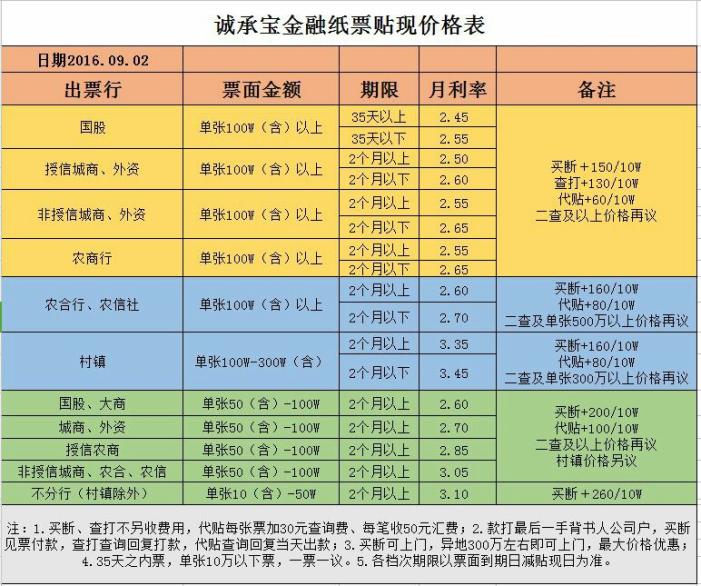 诚承宝金融纸票贴现价格表
日期2016.09.02
出票行 票面金额 期限 月利率 备注
国股 单张100W（含）以上 35天以上 2.45
35天以下 2.55
授信城商、外资 单张100W（含）以上 2个月以上 2.50
2个月以下 2.60
非授信城商、外资 单张100W（含）以上 2个月以上 2.55
2个月以下 2.65
农商行 单张100W（含）以上 2个月以上 2.55
2个月以下 2.65
买断＋150/10W
查打+130/10W
代贴+60/10W
二查及以上价格再议
农合行、农信社 单张100W（含）以上 2个月以上 2.60
2个月以下 2.70
买断+160/10W
代贴+80/10W
二查及单张500万以上价格再议
村镇 单张100W-300W（含） 2个月以上 3.35
2个月以下 3.45
买断+160/10W
代贴+80/10W
二查及单张300万以上价格再议
国股、大商 单张50（含）-100W 2个月以上 2.60
城商、外资 单张50（含）-100W 2个月以上 2.70
授信农商 单张50（含）-100W 2个月以上 2.85
非授信城商、农合、农信 单张50（含）-100W 2个月以上 3.05
买断+200/10W
代贴+100/10W
二查及以上价格再议
村镇价格另议
不分行（村镇除外） 单张10（含）-50W 2个月以上 3.10 买断＋260/10W
注：1.买断、查打不另收费用，代贴每张票加30元查询费、每笔收50元汇费；2.款打最后一手背书人公司户，买断
见票付款，查打查询回复打款，代贴查询回复当天出款；3.买断可上门，异地300万左右即可上门，最大价格优惠；
4.35天之内票，单张10万以下票，一票一议。5.各档次期限以票面到期日减贴现日为准。